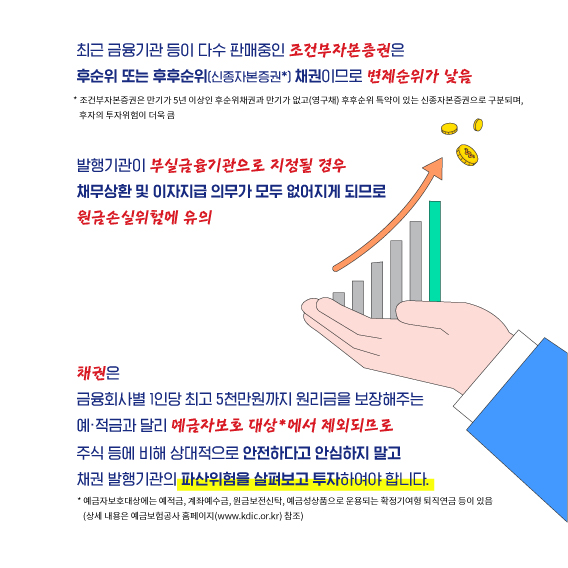 최근 금융기관 등이 다수 판매중인 조건부자본증권은
후순위 또는 후후순위(신종자본증권*) 채권이므로 변제순위가 낮음
* 조건부자본증권은 만기가 5년 이상인 후순위채권과 만기가 없고(영구채) 후후순위 특약이 있는 신종자본증권으로 구분되며,
후자의 투자위험이 더욱 큼
발행기관이 부실금융기관으로 지정될 경우
채무상환 및 이자지급 의무가 모두 없어지게 되므로
원금손실위험에 유의
채권은
금융회사별 1인당 최고 5천만원까지 원리금을 보장해주는
예·적금과 달리 예금자보호 대상*에서 제외되므로
주식 등에 비해 상대적으로 안전하다고 안심하지 말고
채권 발행기관의 파산위험을 살펴보고 투자하여야 합니다.
* 예금자보호대상에는 예적금, 계좌예수금, 원금보전신탁, 예금성상품으로 운용되는 확정기여형 퇴직연금 등이 있음
(상세 내용은 예금보험공사 홈페이지(www.kdic.or.kr) 참조)